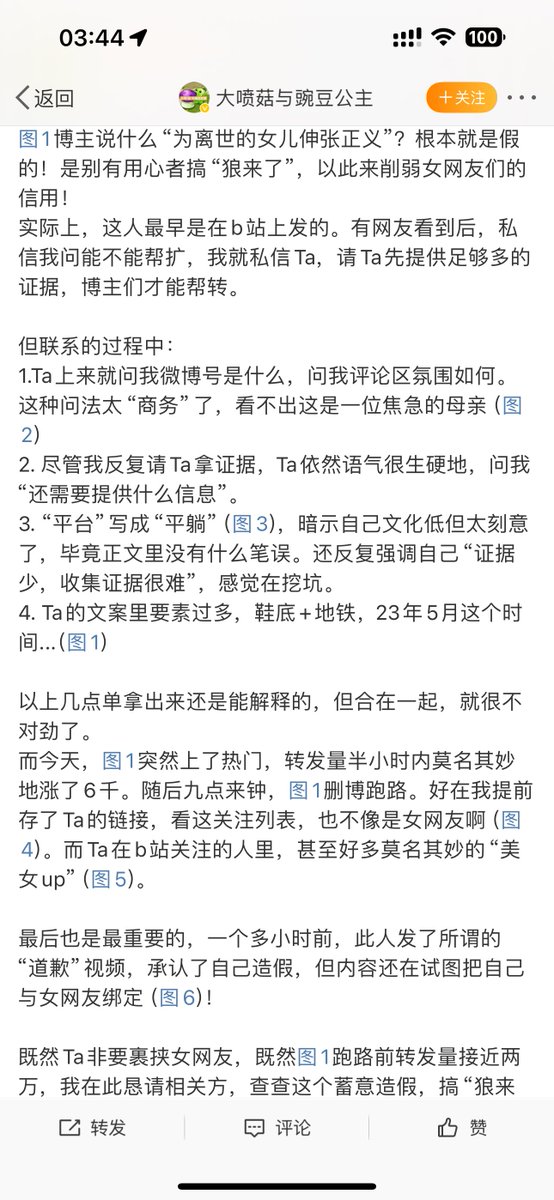 03:44
100
返回
大喷菇与豌豆公主
+关注
图1博主说什么“为离世的女儿伸张正义”？根本就是假
的！是别有用心者搞“狼来了”，以此来削弱女网友们的
信用！
实际上，这人最早是在b站上发的。有网友看到后，私
信我问能不能帮扩，我就私信Ta，请Ta先提供足够多的
证据，博主们才能帮转。
但联系的过程中：
1.Ta上来就问我微博号是什么，问我评论区氛围如何。
这种问法太“商务”了，看不出这是一位焦急的母亲（图
2）
2. 尽管我反复请Ta拿证据，Ta依然语气很生硬地，问我
“还需要提供什么信息”。
3. “平台”写成“平躺”（图3），暗示自己文化低但太刻意
了，毕竟正文里没有什么笔误。还反复强调自己“证据
少，收集证据很难”，感觉在挖坑。
4. Ta的文案里要素过多，鞋底+地铁，23年5月这个时
间...（图1）
以上几点单拿出来还是能解释的，但合在一起，就很不
对劲了。
而今天，图1突然上了热门，转发量半小时内莫名其妙
地涨了6千。随后九点来钟，图1删博跑路。好在我提前
存了Ta的链接，看这关注列表，也不像是女网友啊（图
4）。而Ta在b站关注的人里，甚至好多莫名其妙的“美
女up”（图5）。
最后也是最重要的，一个多小时前，此人发了所谓的
“道歉”视频，承认了自己造假，但内容还在试图把自己
与女网友绑定（图6）！
既然Ta非要裹挟女网友，既然图1跑路前转发量接近两
万，我在此恳请相关方，查查这个蓄意造假，搞“狼来
转发
评论
赞